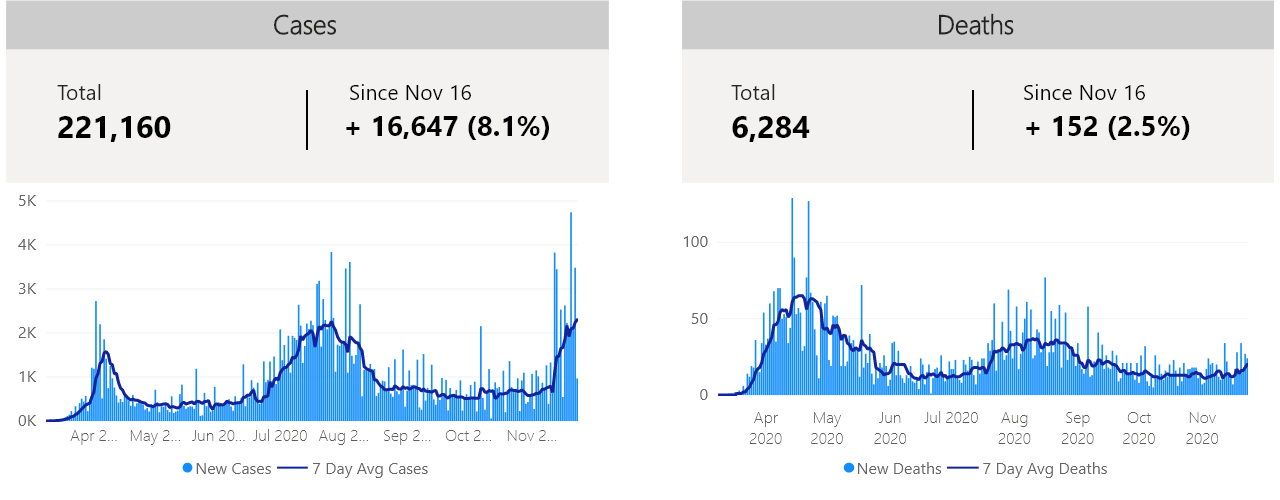 Cases
Total
Since Nov 16
221,160
+ 16,647 (8.1%)
5K
4K
3K
2K
1K
0K
Apr 2... May 2... Jun 20... Jul 2020 Aug 2... Sep 2... Oct 2... Nov 2...
New Cases 7 Day Avg Cases
Deaths
Total
Since Nov 16
6,284
+ 152 (2.5%)
100
50
0
Apr 2020 May 2020 Jun 2020 Jul 2020 Aug 2020 Sep 2020 Oct 2020 Nov 2020
New Deaths 7 Day Avg Deaths